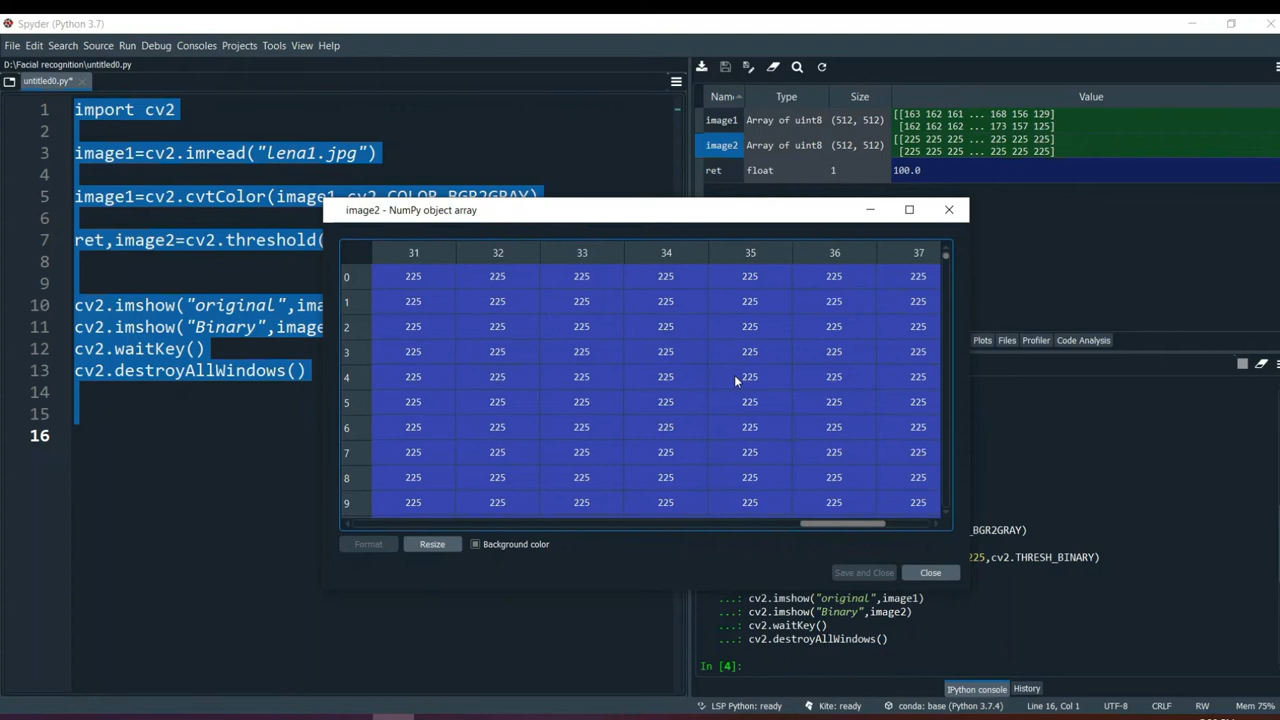 Spyder (Python 3.7)
File Edit Search Source Run Debug Consoles Projects Tools View Help
D:\Facial recognition\untitled0.py
untitled0.py*
1 import cv2
2
3 image1=cv2.imread("lena1.jpg")
4
5 image1=cv2.cvtColor(image1,cv2.COLOR_BGR2GRAY)
6
7 ret,image2=cv2.threshold(
8
9
10 cv2.imshow("original",ima
11 cv2.imshow("Binary",image
12 cv2.waitKey()
13 cv2.destroyAllWindows()
14
15
16
Nam Type Size Value
image1 Array of uint8 (512, 512) [[163 162 161 ... 168 156 129]
[162 162 162 ... 173 157 125]
image2 Array of uint8 (512, 512) [[225 225 225 ... 225 225 225]
[225 225 225 ... 225 225 225]
ret float 1 100.0
image2 - NumPy object array
31 32 33 34 35 36 37
0 225 225 225 225 225 225 225
1 225 225 225 225 225 225 225
2 225 225 225 225 225 225 225
3 225 225 225 225 225 225 225
4 225 225 225 225 225 225 225
5 225 225 225 225 225 225 225
6 225 225 225 225 225 225 225
7 225 225 225 225 225 225 225
8 225 225 225 225 225 225 225
9 225 225 225 225 225 225 225
Format Resize Background color
Save and Close Close
Plots Files Profiler Code Analysis
_BGR2GRAY)
25,cv2.THRESH_BINARY)
...: cv2.imshow("original",image1)
...: cv2.imshow("Binary",image2)
...: cv2.waitKey()
...: cv2.destroyAllWindows()
In [4]:
IPython console History
LSP Python: ready Kite: ready conda: base (Python 3.7.4) Line 16, Col 1 UTF-8 CRLF RW Mem 75%